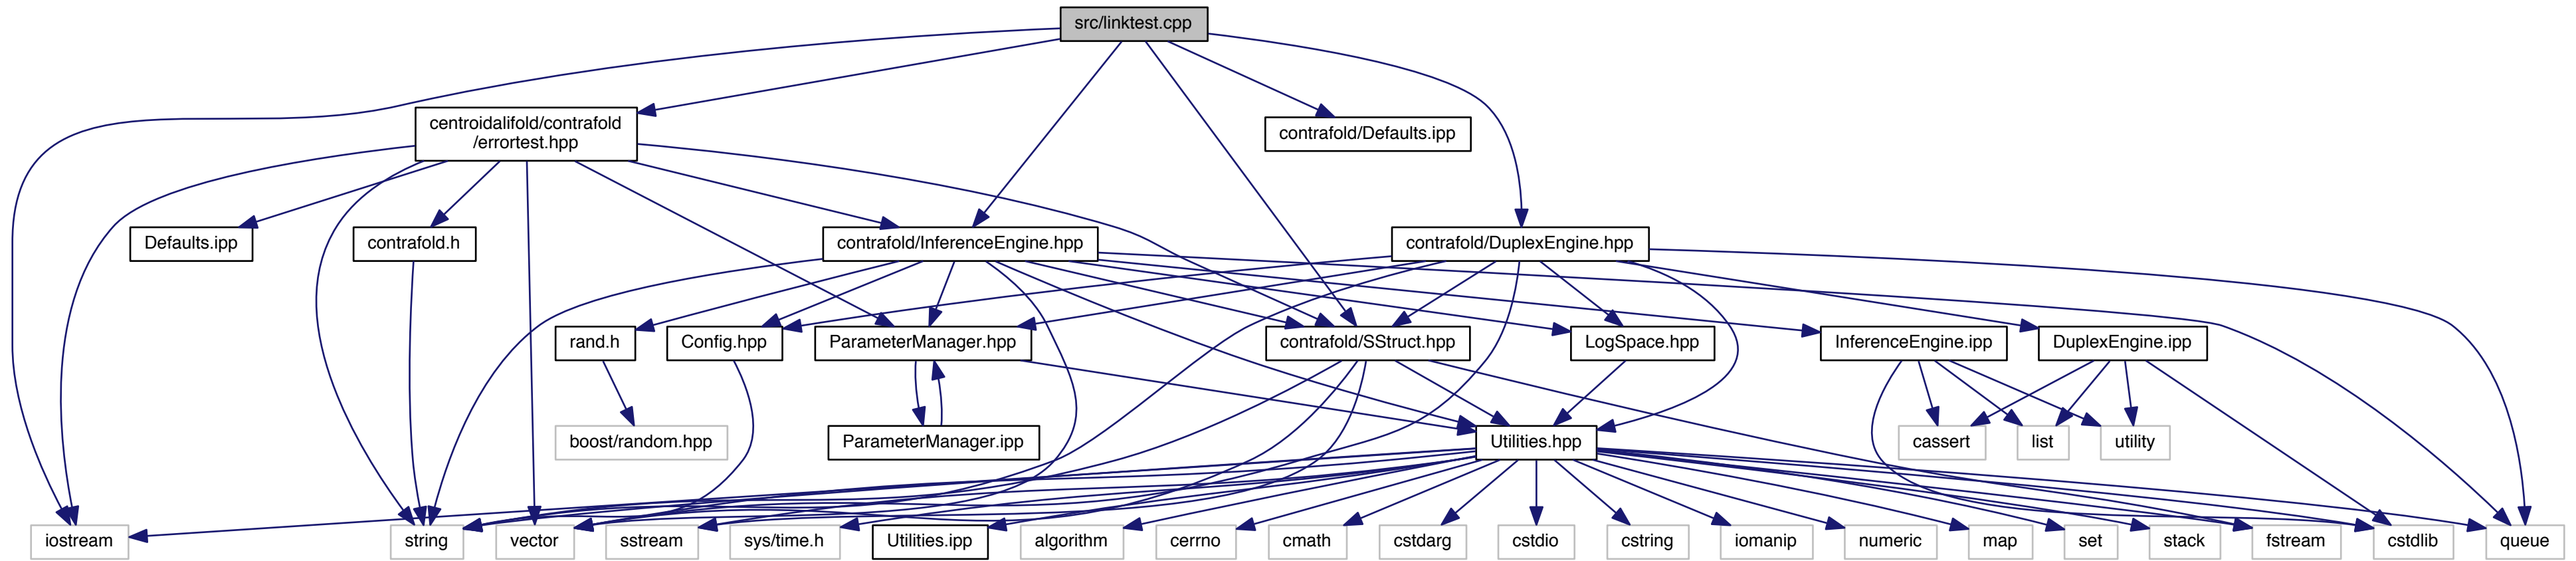 src/linktest.cpp
centroidalifold/contrafold
/errortest.hpp
contrafold/Defaults.ipp
Defaults.ipp
contrafold.h
contrafold/InferenceEngine.hpp
contrafold/DuplexEngine.hpp
rand.h
Config.hpp
ParameterManager.hpp
contrafold/SStruct.hpp
LogSpace.hpp
InferenceEngine.ipp
DuplexEngine.ipp
boost/random.hpp
ParameterManager.ipp
Utilities.hpp
cassert
list
utility
iostream
string
vector
sstream
sys/time.h
Utilities.ipp
algorithm
cerrno
cmath
cstdarg
cstdio
cstring
iomanip
numeric
map
set
stack
fstream
cstdlib
queue